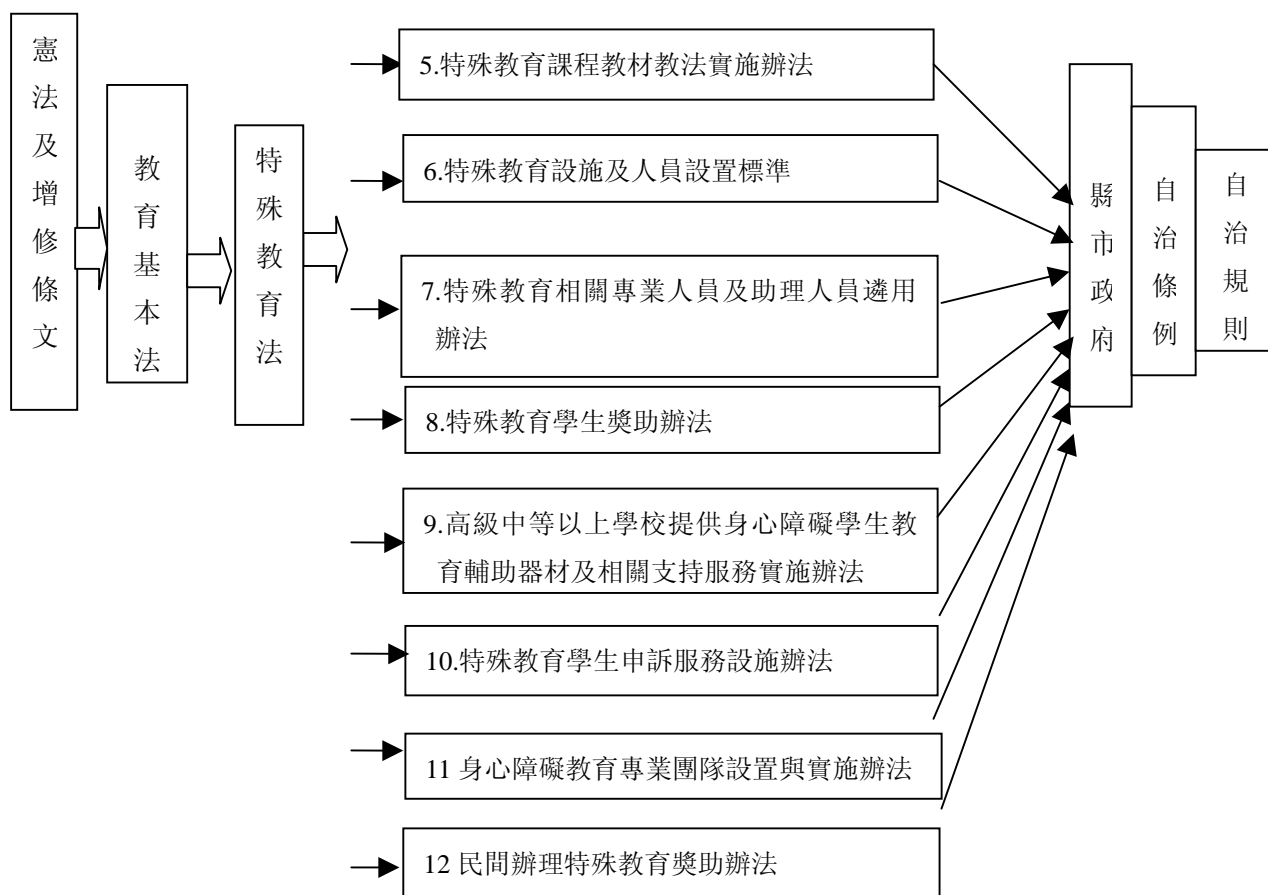 憲法及增修條文
教育基本法
特殊教育法
5.特殊教育課程教材教法實施辦法
6.特殊教育設施及人員設置標準
7.特殊教育相關專業人員及助理人員遴用
辦法
8.特殊教育學生獎助辦法
9.高級中等以上學校提供身心障礙學生教
育輔助器材及相關支持服務實施辦法
10.特殊教育學生申訴服務設施辦法
11 身心障礙教育專業團隊設置與實施辦法
12 民間辦理特殊教育獎助辦法
縣市政府
自治條例
自治規則